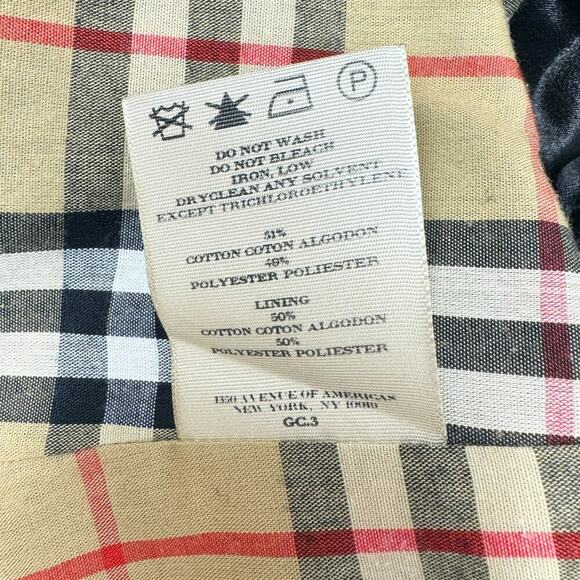 P
DO NOT WASH
DO NOT BLEACH
IRON, LOW
DRYCLEAN ANY SOLVENT
EXCEPT TRICHLOROETHYLENE
51%
COTTON COTON ALGODON
49%
POLYESTER POLIESTER
LINING
50%
COTTON COTON ALGODON
50%
POLYESTER POLIESTER
1350 AVENUE OF AMERICAS
NEW YORK, NY 10019
GC.3